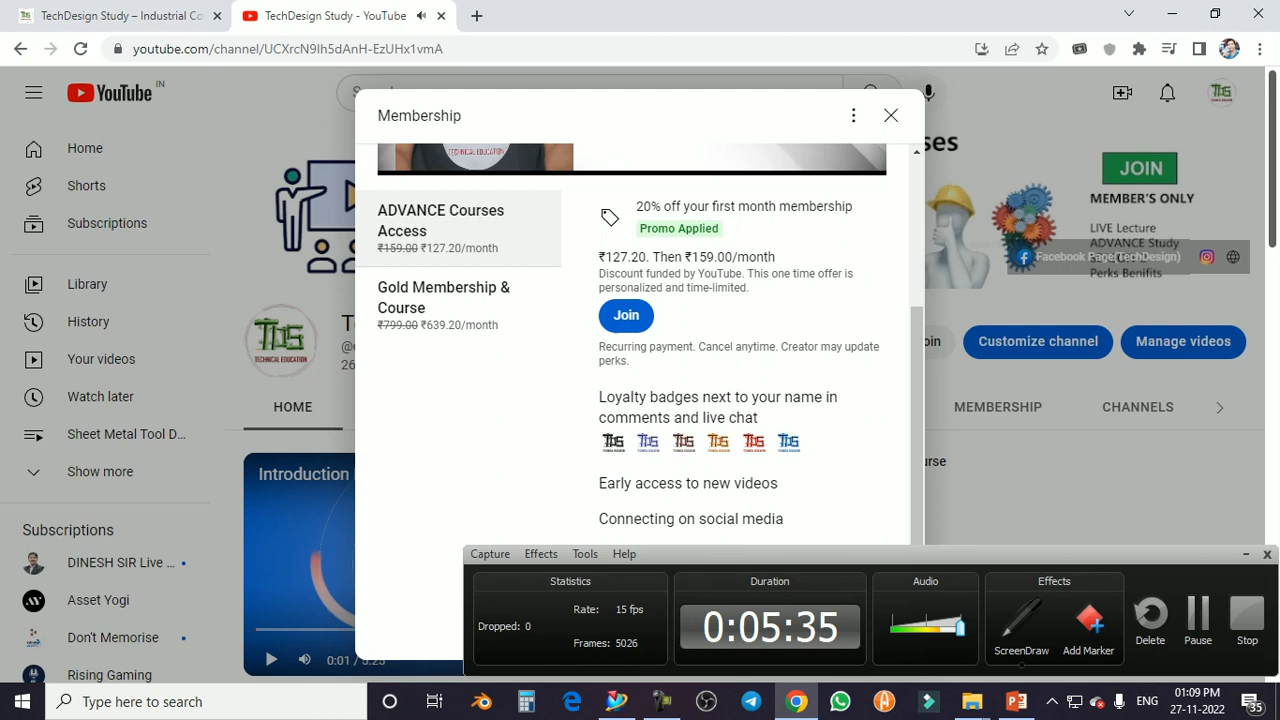 TechDesign Study – Industrial Co
TechDesign Study - YouTube
youtube.com/channel/UCXrcN9Ih5dAnH-EzUHx1vmA
YouTube IN
Home
Shorts
Subscriptions
Library
History
Your videos
Watch later
Sheet Metal Tool D...
Show more
Subscriptions
DINESH SIR Live ...
Asset Yogi
Don't Memorise
Rising Gaming
JOIN
MEMBER'S ONLY
LIVE Lecture
ADVANCE Study
Perks Benifits
Facebook Page(TechDesign)
TECHNICAL EDUCATION
Customize channel
Manage videos
HOME
MEMBERSHIP
CHANNELS
Introduction
0:01 / 5:25
Membership
TECHNICAL EDUCATION
ADVANCE Courses
Access
₹159.00 ₹127.20/month
Gold Membership &
Course
₹799.00 ₹639.20/month
20% off your first month membership
Promo Applied
₹127.20. Then ₹159.00/month
Discount funded by YouTube. This one time offer is
personalized and time-limited.
Join
Recurring payment. Cancel anytime. Creator may update
perks.
Loyalty badges next to your name in
comments and live chat
Early access to new videos
Connecting on social media
Capture Effects Tools Help
Statistics
Rate: 15 fps
Dropped: 0
Frames: 5026
Duration
0:05:35
Audio
Effects
ScreenDraw
Add Marker
Delete
Pause
Stop
Type here to search
ENG
01:09 PM
27-11-2022
35